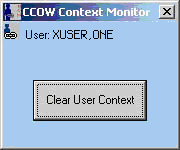 CCOW Context Monitor
User: XUSER,ONE
Clear User Context